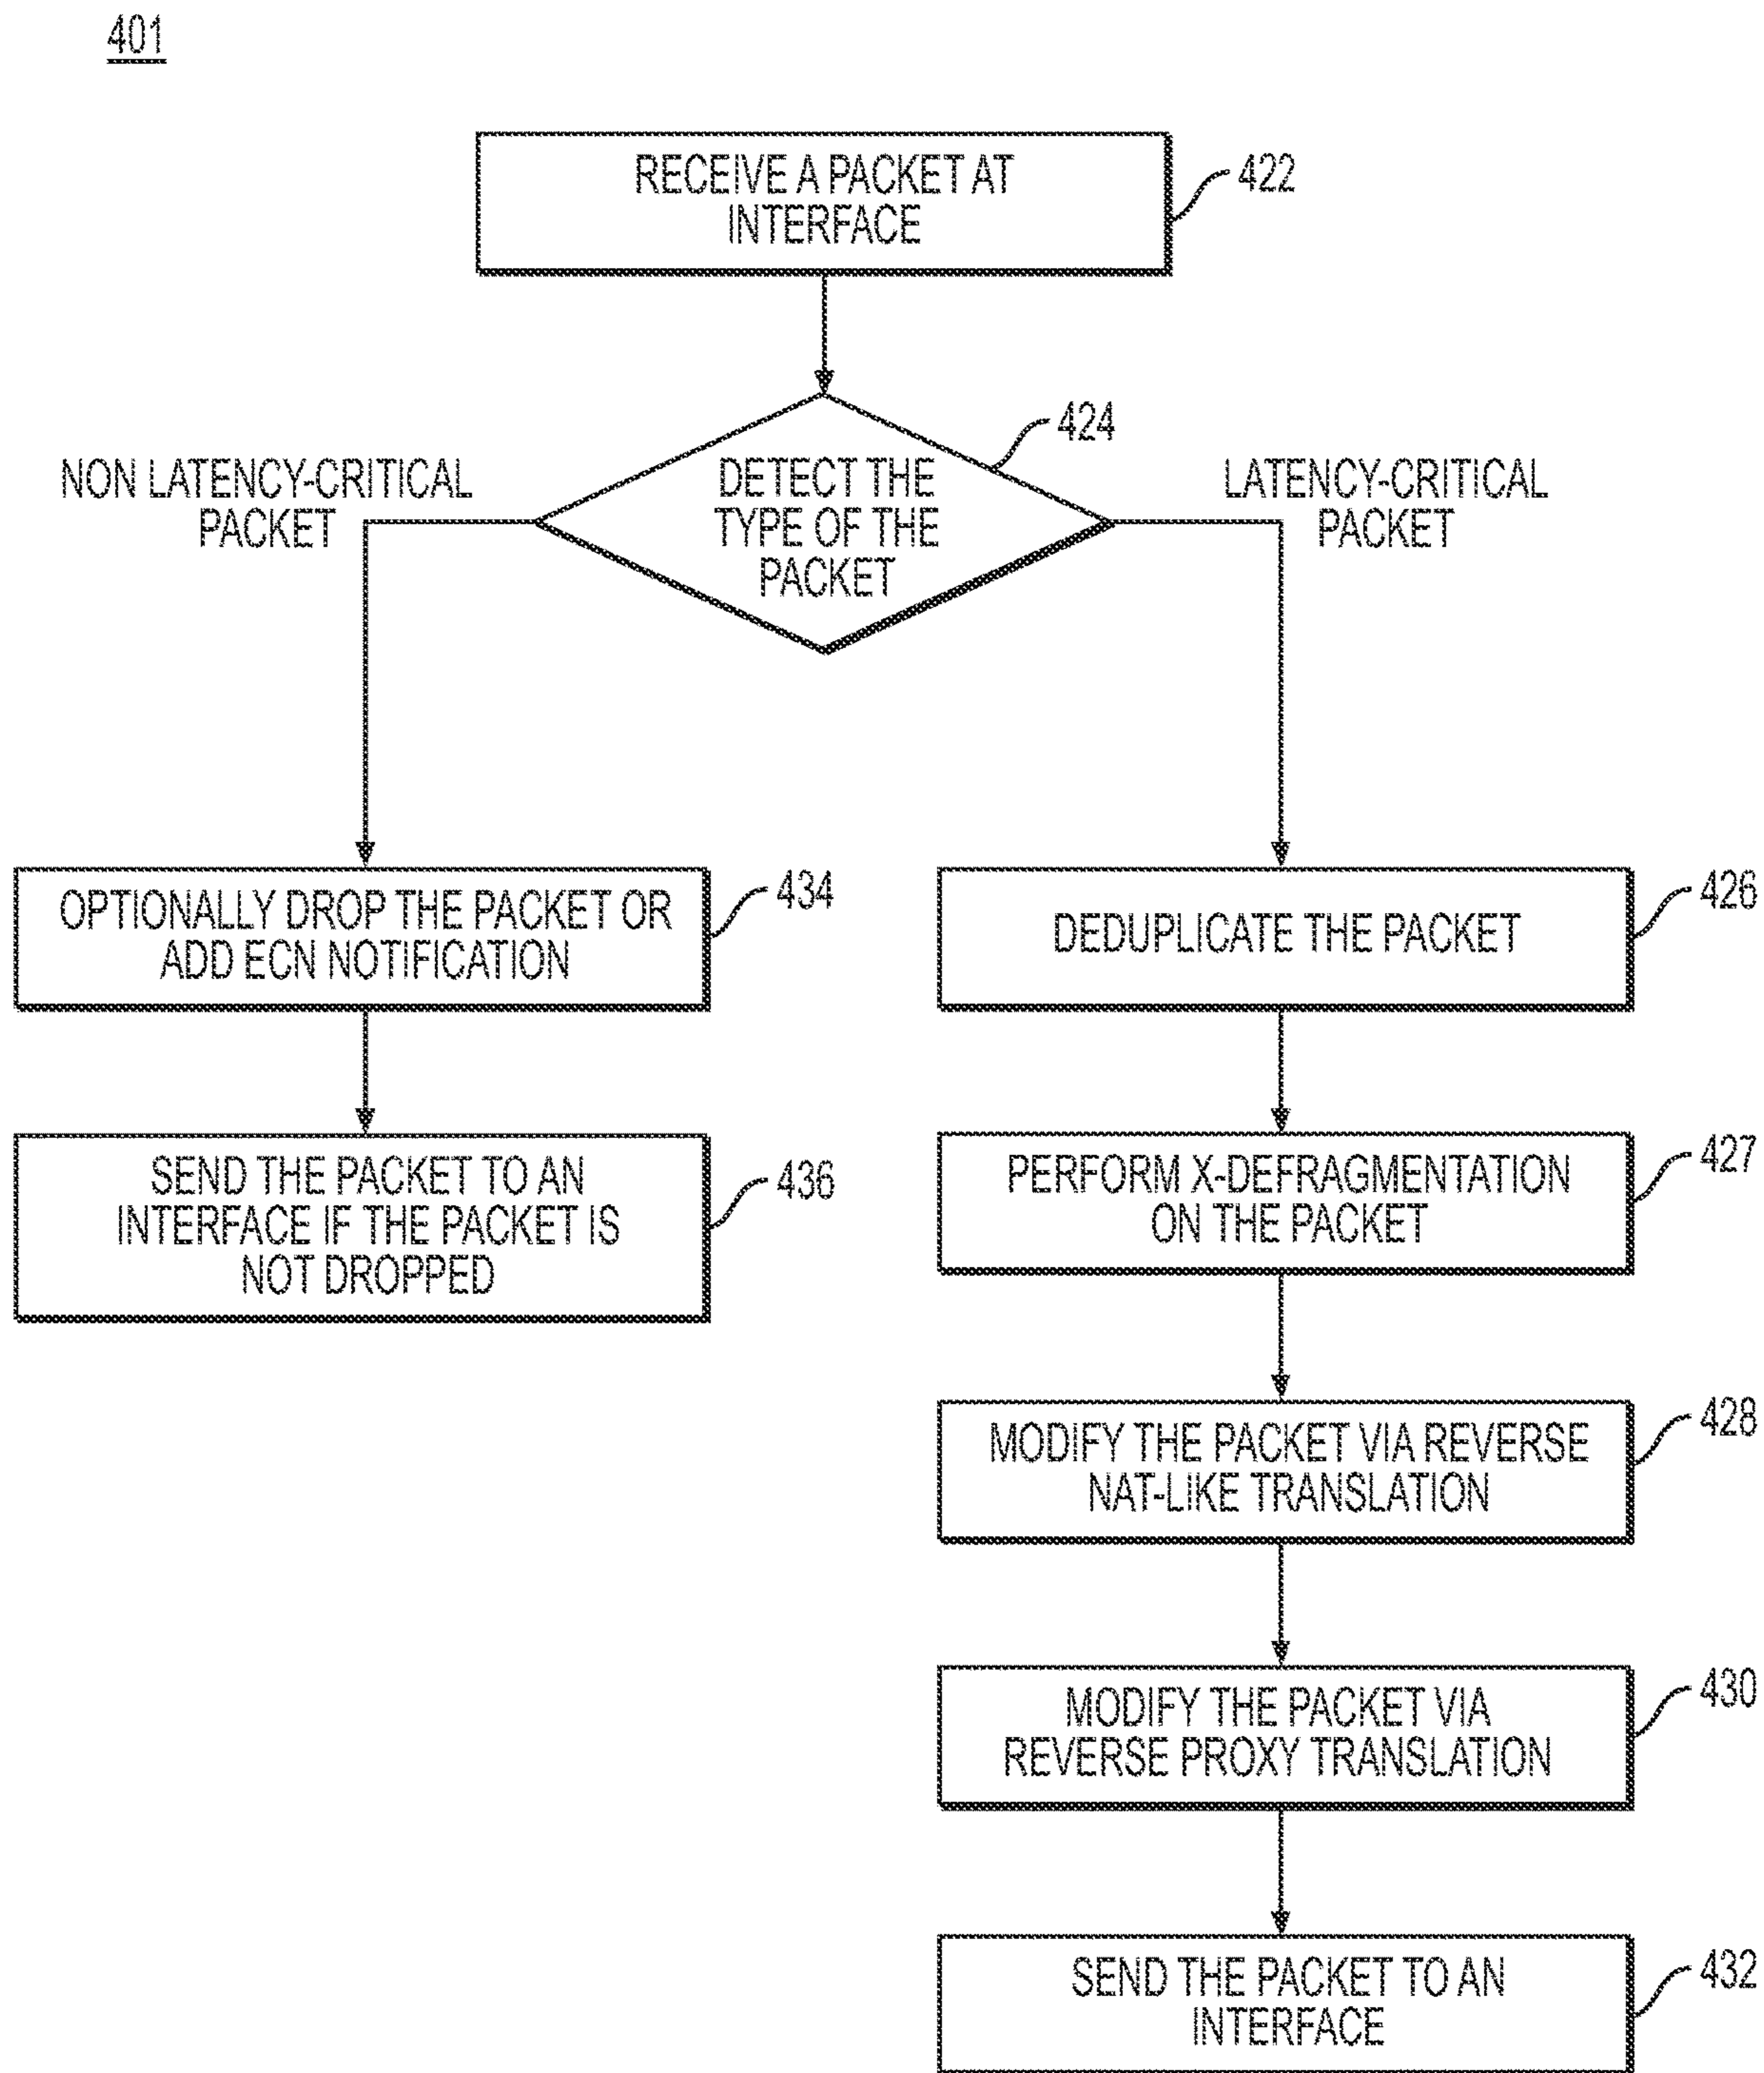 401
RECEIVE A PACKET AT
INTERFACE
422
424
DETECT THE
TYPE OF THE
PACKET
NON LATENCY-CRITICAL
PACKET
LATENCY-CRITICAL
PACKET
OPTIONALLY DROP THE PACKET OR
ADD ECN NOTIFICATION
434
SEND THE PACKET TO AN
INTERFACE IF THE PACKET IS
NOT DROPPED
436
DEDUPLICATE THE PACKET
426
PERFORM X-DEFRAGMENTATION
ON THE PACKET
427
MODIFY THE PACKET VIA REVERSE
NAT-LIKE TRANSLATION
428
MODIFY THE PACKET VIA
REVERSE PROXY TRANSLATION
430
SEND THE PACKET TO AN
INTERFACE
432